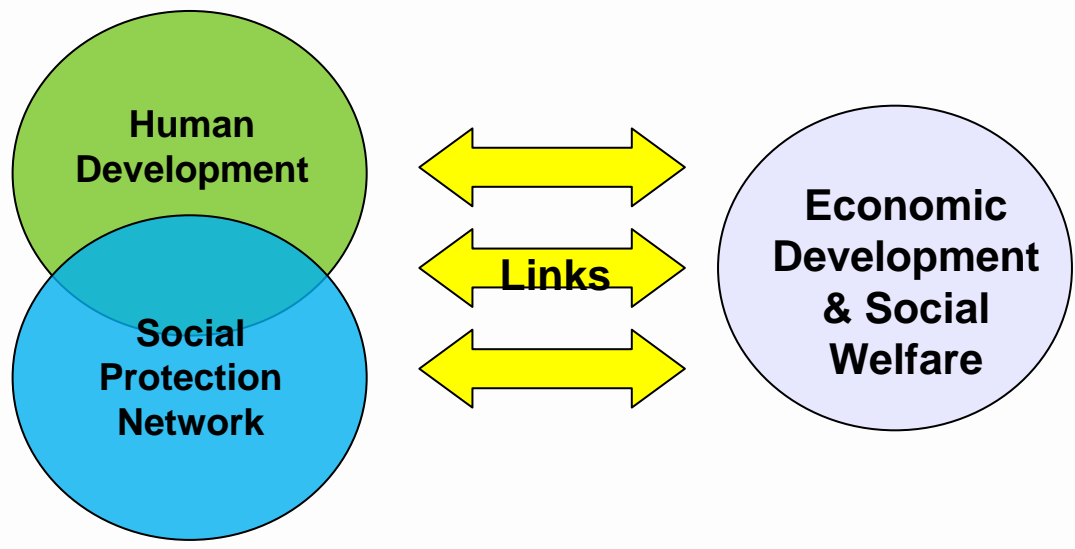 Human
Development
Social
Protection
Network
Links
Economic
Development
& Social
Welfare